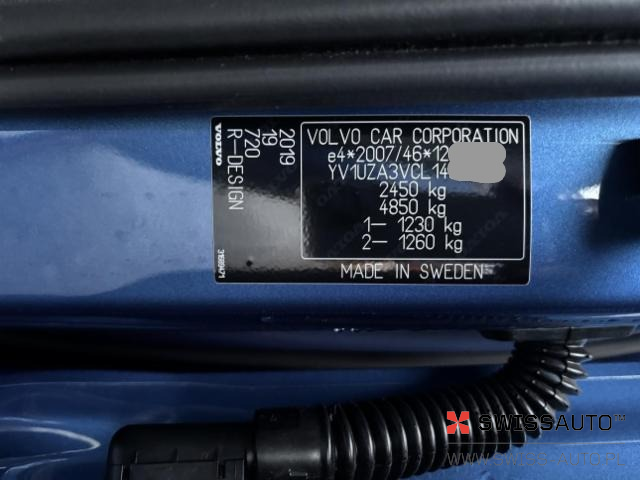 VOLVO CAR CORPORATION
e4*2007/46*12
YV1UZA3VCL14
2450 kg
4850 kg
1— 1230 kg
2— 1260 kg
MADE IN SWEDEN
2019
19
720
R—DESIGN
VOLVO
SWISSAUTO™